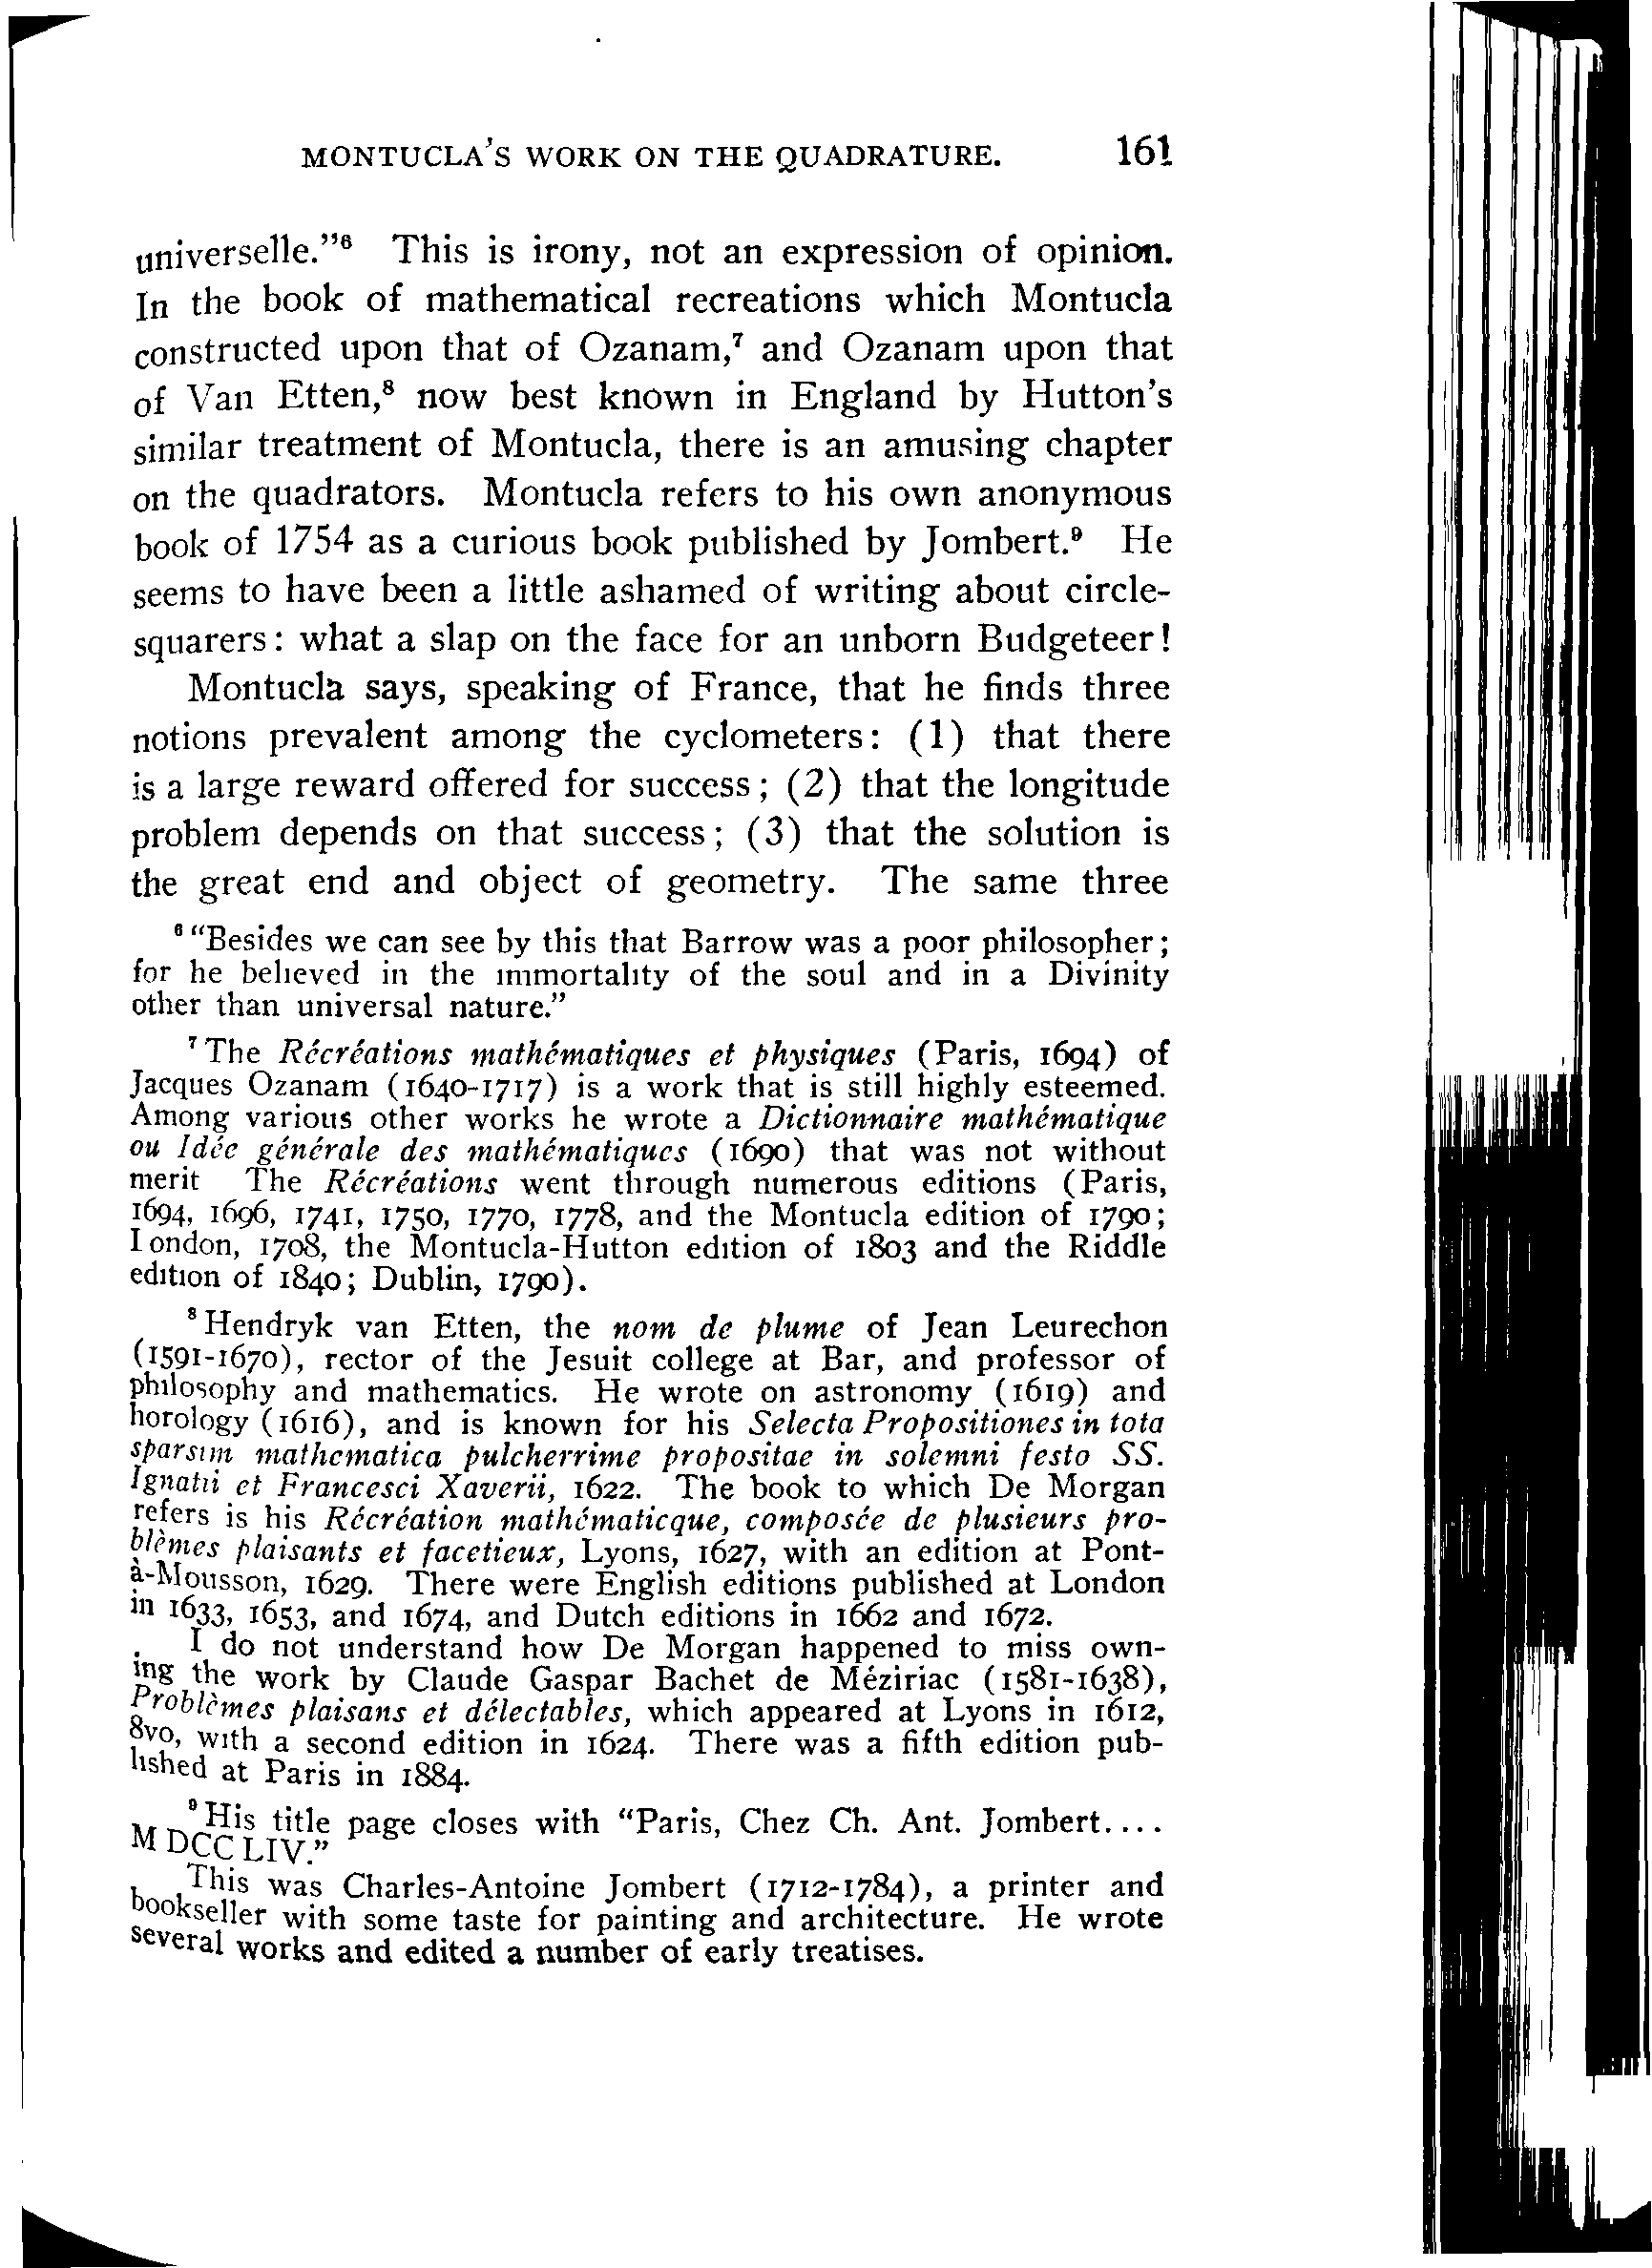 MONTUCLA'S WORK ON THE QUADRATURE. 161
universelle."⁶ This is irony, not an expression of opinion.
In the book of mathematical recreations which Montucla
constructed upon that of Ozanam,⁷ and Ozanam upon that
of Van Etten,⁸ now best known in England by Hutton's
similar treatment of Montucla, there is an amusing chapter
on the quadrators. Montucla refers to his own anonymous
book of 1754 as a curious book published by Jombert.⁹ He
seems to have been a little ashamed of writing about circle-
squarers: what a slap on the face for an unborn Budgeteer!
Montucla says, speaking of France, that he finds three
notions prevalent among the cyclometers: (1) that there
is a large reward offered for success; (2) that the longitude
problem depends on that success; (3) that the solution is
the great end and object of geometry. The same three
⁶ "Besides we can see by this that Barrow was a poor philosopher;
for he believed in the immortality of the soul and in a Divinity
other than universal nature."
⁷ The Récréations mathématiques et physiques (Paris, 1694) of
Jacques Ozanam (1640-1717) is a work that is still highly esteemed.
Among various other works he wrote a Dictionnaire mathématique
ou Idée générale des mathématiques (1690) that was not without
merit The Récréations went through numerous editions (Paris,
1694, 1696, 1741, 1750, 1770, 1778, and the Montucla edition of 1790;
London, 1708, the Montucla-Hutton edition of 1803 and the Riddle
edition of 1840; Dublin, 1790).
⁸ Hendryk van Etten, the nom de plume of Jean Leurechon
(1591-1670), rector of the Jesuit college at Bar, and professor of
philosophy and mathematics. He wrote on astronomy (1619) and
horology (1616), and is known for his Selecta Propositiones in tota
sparsim mathematica pulcherrime propositae in solemni festo SS.
Ignatii et Francesci Xaverii, 1622. The book to which De Morgan
refers is his Récréation mathématicque, composée de plusieurs pro-
blèmes plaisants et facetieux, Lyons, 1627, with an edition at Pont-
à-Mousson, 1629. There were English editions published at London
in 1633, 1653, and 1674, and Dutch editions in 1662 and 1672.
I do not understand how De Morgan happened to miss own-
ing the work by Claude Gaspar Bachet de Méziriac (1581-1638),
Problèmes plaisans et délectables, which appeared at Lyons in 1612,
8vo, with a second edition in 1624. There was a fifth edition pub-
lished at Paris in 1884.
⁹ His title page closes with "Paris, Chez Ch. Ant. Jombert....
M DCC LIV."
This was Charles-Antoine Jombert (1712-1784), a printer and
bookseller with some taste for painting and architecture. He wrote
several works and edited a number of early treatises.